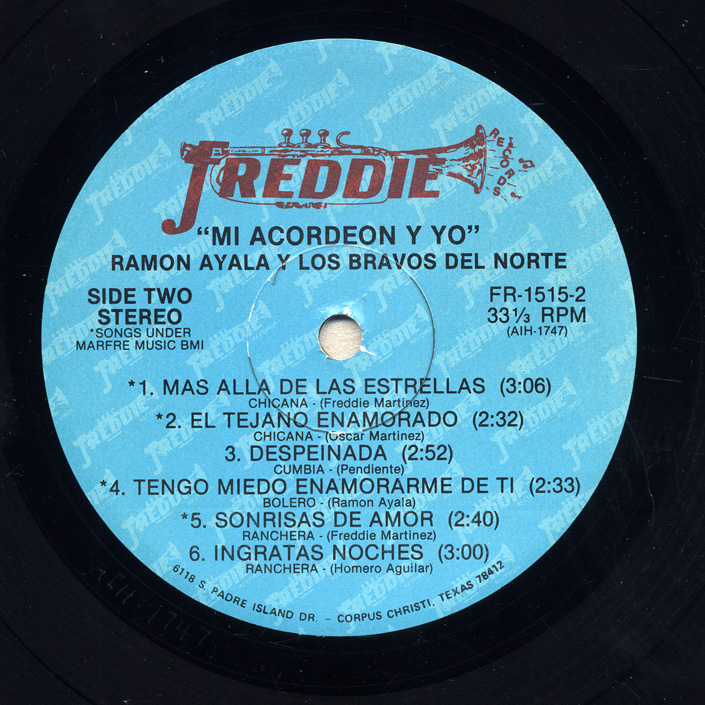 FREDDIE
RECORDS
"MI ACORDEON Y YO"
RAMON AYALA Y LOS BRAVOS DEL NORTE
SIDE TWO
STEREO
*SONGS UNDER
MARFRE MUSIC BMI
FR-1515-2
33⅓ RPM
(AIH-1747)
*1. MAS ALLA DE LAS ESTRELLAS (3:06)
CHICANA - (Freddie Martinez)
*2. EL TEJANO ENAMORADO (2:32)
CHICANA - (Oscar Martinez)
3. DESPEINADA (2:52)
CUMBIA - (Pendiente)
*4. TENGO MIEDO ENAMORARME DE TI (2:33)
BOLERO - (Ramon Ayala)
*5. SONRISAS DE AMOR (2:40)
RANCHERA - (Freddie Martinez)
6. INGRATAS NOCHES (3:00)
RANCHERA - (Homero Aguilar)
6118 S. PADRE ISLAND DR. - CORPUS CHRISTI, TEXAS 78412